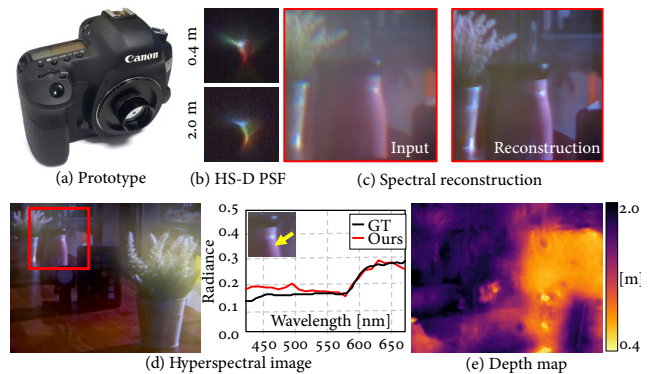 Canon
0.4 m
2.0 m
Input
Reconstruction
(a) Prototype
(b) HS-D PSF
(c) Spectral reconstruction
0.5
0.4
0.3
0.2
0.1
0.0
Radiance
GT
Ours
Wavelength [nm]
450
500
550
600
650
2.0
[m]
0.4
(d) Hyperspectral image
(e) Depth map